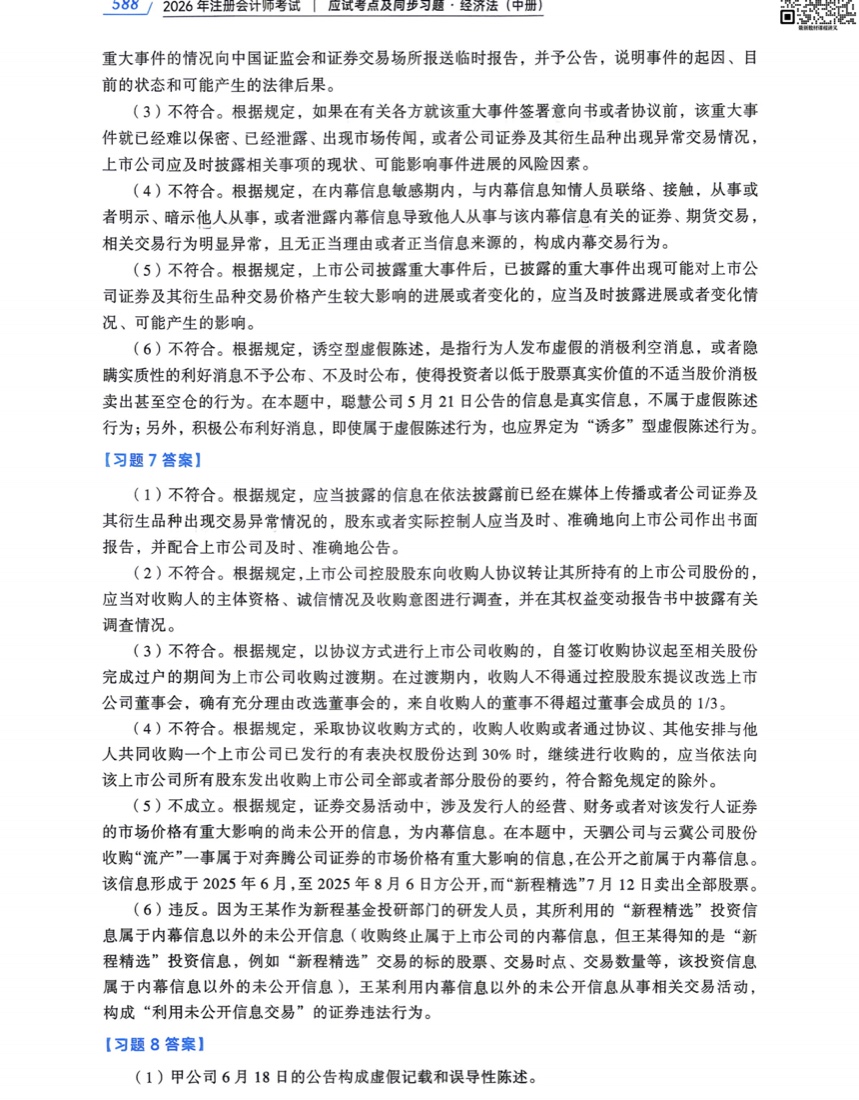 588 / 2026 年注册会计师考试 | 应试考点及同步习题·经济法（中册）
重大事件的情况向中国证监会和证券交易场所报送临时报告，并予公告，说明事件的起因、目
前的状态和可能产生的法律后果。
（3）不符合。根据规定，如果在有关各方就该重大事件签署意向书或者协议前，该重大事
件就已经难以保密、已经泄露、出现市场传闻，或者公司证券及其衍生品种出现异常交易情况，
上市公司应及时披露相关事项的现状、可能影响事件进展的风险因素。
（4）不符合。根据规定，在内幕信息敏感期内，与内幕信息知情人员联络、接触，从事或
者明示、暗示他人从事，或者泄露内幕信息导致他人从事与该内幕信息有关的证券、期货交易，
相关交易行为明显异常，且无正当理由或者正当信息来源的，构成内幕交易行为。
（5）不符合。根据规定，上市公司披露重大事件后，已披露的重大事件出现可能对上市公
司证券及其衍生品种交易价格产生较大影响的进展或者变化的，应当及时披露进展或者变化情
况、可能产生的影响。
（6）不符合。根据规定，诱空型虚假陈述，是指行为人发布虚假的消极利空消息，或者隐
瞒实质性的利好消息不予公布、不及时公布，使得投资者以低于股票真实价值的不适当股价消极
卖出甚至空仓的行为。在本题中，聪慧公司 5 月 21 日公告的信息是真实信息，不属于虚假陈述
行为；另外，积极公布利好消息，即使属于虚假陈述行为，也应界定为“诱多”型虚假陈述行为。
【习题 7 答案】
（1）不符合。根据规定，应当披露的信息在依法披露前已经在媒体上传播或者公司证券及
其衍生品种出现交易异常情况的，股东或者实际控制人应当及时、准确地向上市公司作出书面
报告，并配合上市公司及时、准确地公告。
（2）不符合。根据规定，上市公司控股股东向收购人协议转让其所持有的上市公司股份的，
应当对收购人的主体资格、诚信情况及收购意图进行调查，并在其权益变动报告书中披露有关
调查情况。
（3）不符合。根据规定，以协议方式进行上市公司收购的，自签订收购协议起至相关股份
完成过户的期间为上市公司收购过渡期。在过渡期内，收购人不得通过控股股东提议改选上市
公司董事会，确有充分理由改选董事会的，来自收购人的董事不得超过董事会成员的 1/3。
（4）不符合。根据规定，采取协议收购方式的，收购人收购或者通过协议、其他安排与他
人共同收购一个上市公司已发行的有表决权股份达到 30% 时，继续进行收购的，应当依法向
该上市公司所有股东发出收购上市公司全部或者部分股份的要约，符合豁免规定的除外。
（5）不成立。根据规定，证券交易活动中，涉及发行人的经营、财务或者对该发行人证券
的市场价格有重大影响的尚未公开的信息，为内幕信息。在本题中，天驷公司与云冀公司股份
收购“流产”一事属于对奔腾公司证券的市场价格有重大影响的信息，在公开之前属于内幕信息。
该信息形成于 2025 年 6 月，至 2025 年 8 月 6 日方公开，而“新程精选”7 月 12 日卖出全部股票。
（6）违反。因为王某作为新程基金投研部门的研发人员，其所利用的“新程精选”投资信
息属于内幕信息以外的未公开信息（收购终止属于上市公司的内幕信息，但王某得知的是“新
程精选”投资信息，例如“新程精选”交易的标的股票、交易时点、交易数量等，该投资信息
属于内幕信息以外的未公开信息），王某利用内幕信息以外的未公开信息从事相关交易活动，
构成“利用未公开信息交易”的证券违法行为。
【习题 8 答案】
（1）甲公司 6 月 18 日的公告构成虚假记载和误导性陈述。